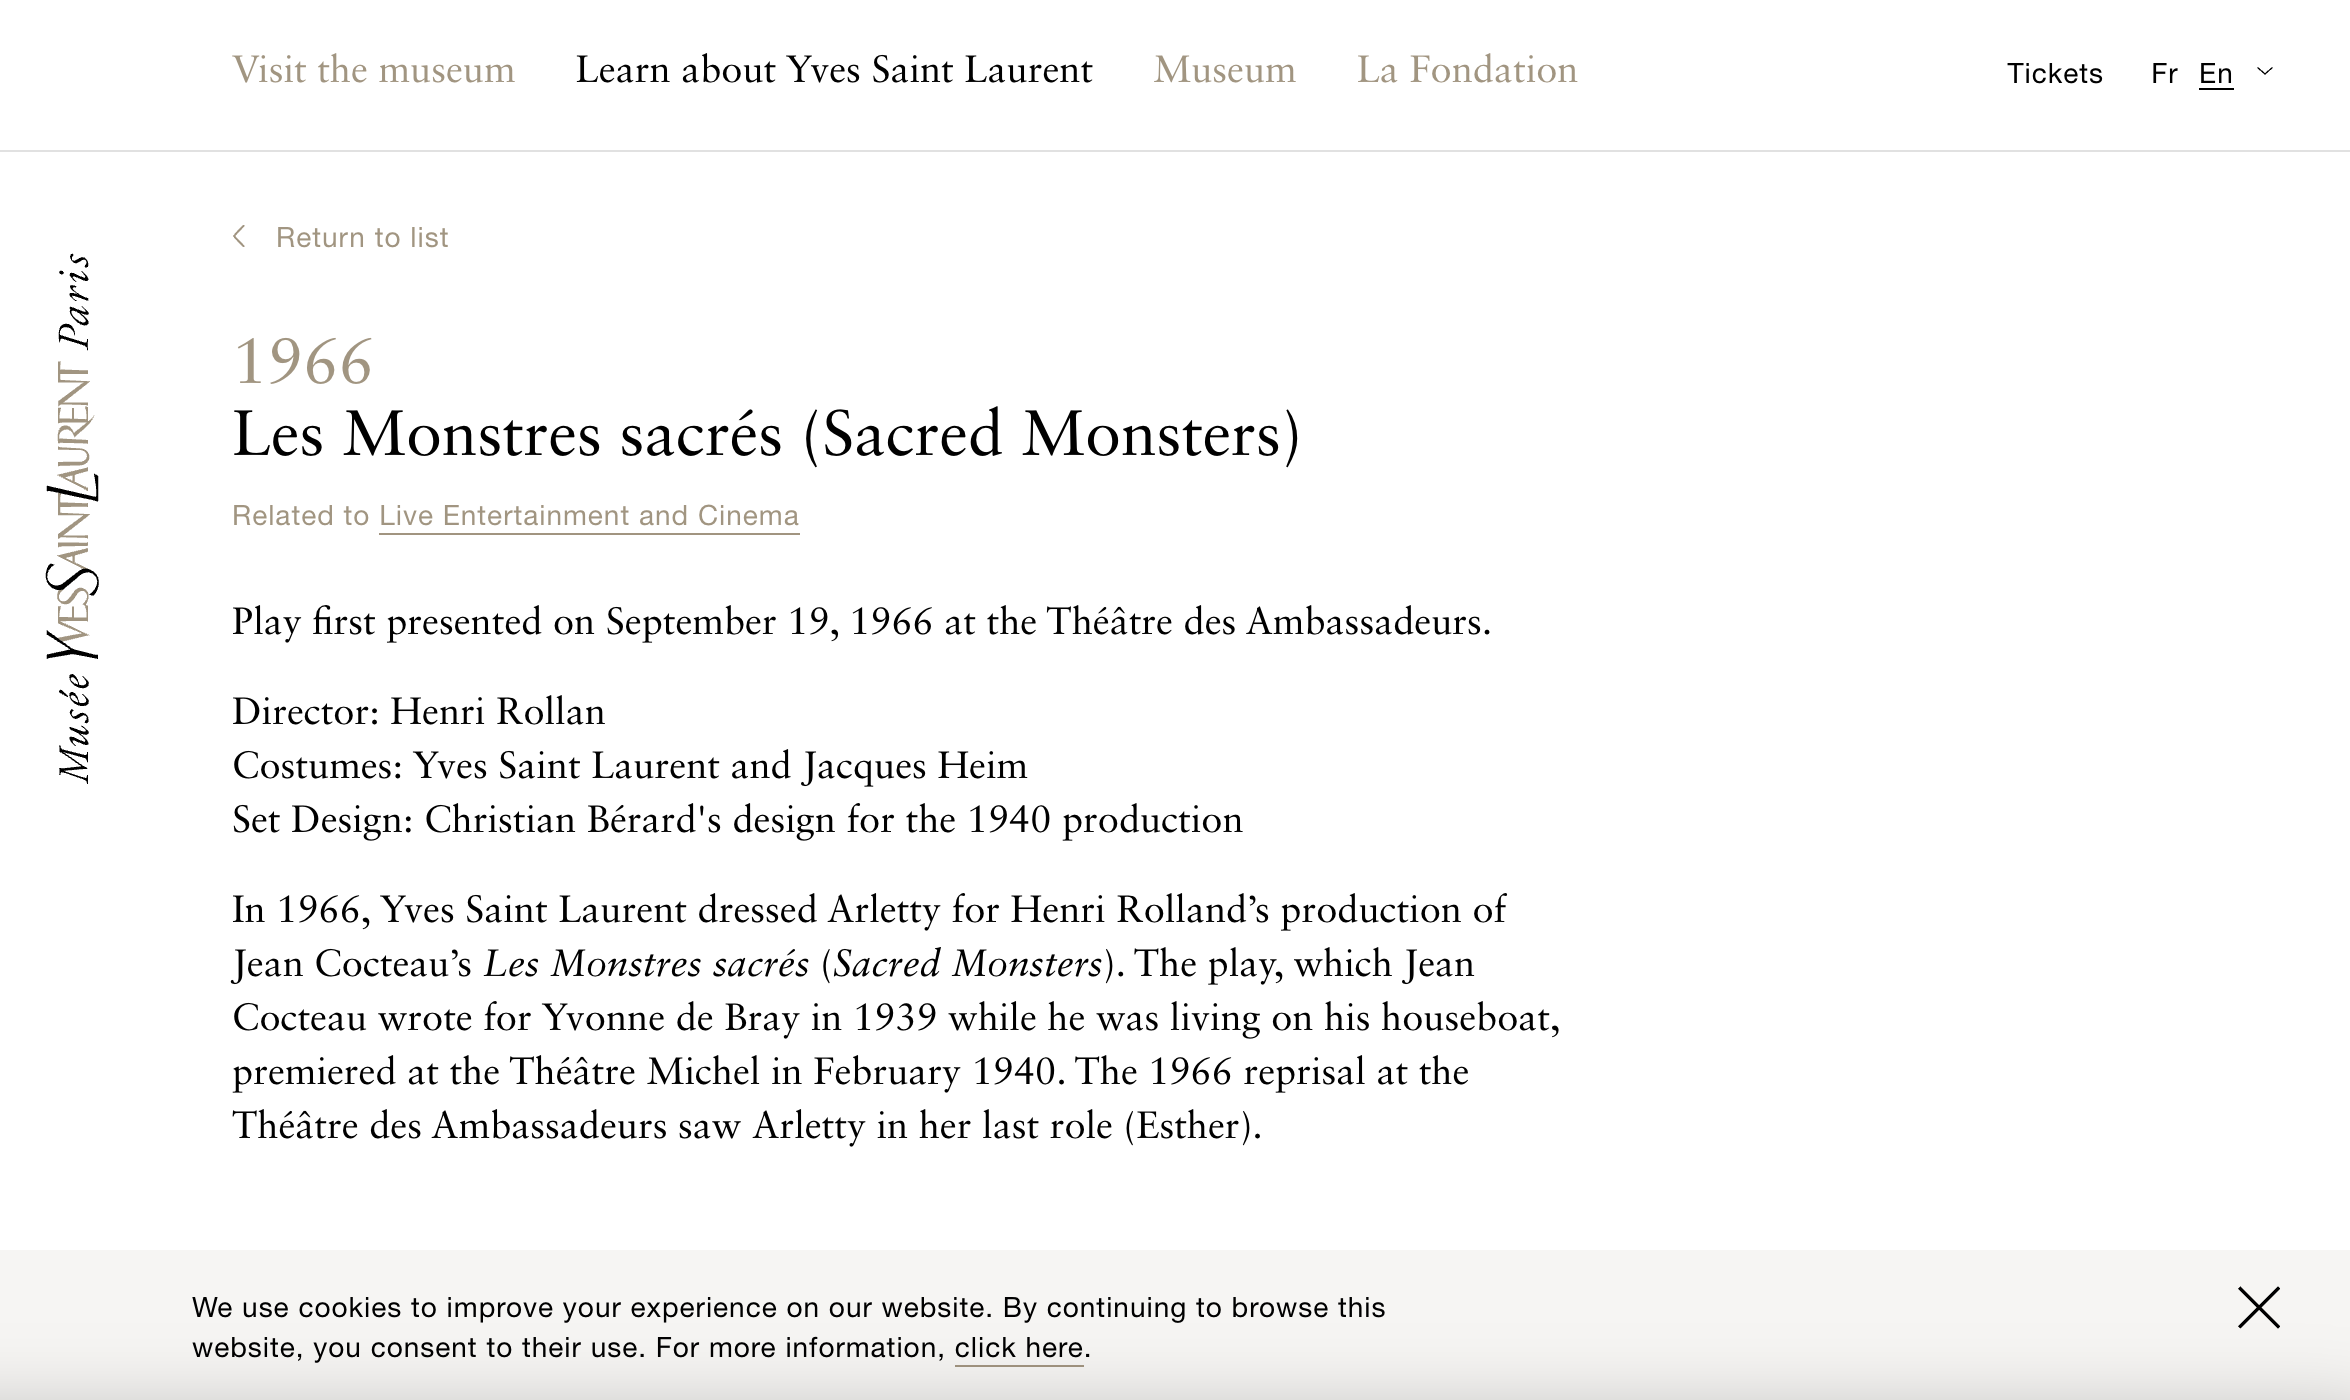 Visit the museum Learn about Yves Saint Laurent Museum La Fondation Tickets Fr En
Musée YVES SAINT LAURENT Paris
Return to list
1966
Les Monstres sacrés (Sacred Monsters)
Related to Live Entertainment and Cinema
Play first presented on September 19, 1966 at the Théâtre des Ambassadeurs.
Director: Henri Rollan
Costumes: Yves Saint Laurent and Jacques Heim
Set Design: Christian Bérard's design for the 1940 production
In 1966, Yves Saint Laurent dressed Arletty for Henri Rolland’s production of
Jean Cocteau’s Les Monstres sacrés (Sacred Monsters). The play, which Jean
Cocteau wrote for Yvonne de Bray in 1939 while he was living on his houseboat,
premiered at the Théâtre Michel in February 1940. The 1966 reprisal at the
Théâtre des Ambassadeurs saw Arletty in her last role (Esther).
We use cookies to improve your experience on our website. By continuing to browse this
website, you consent to their use. For more information, click here.